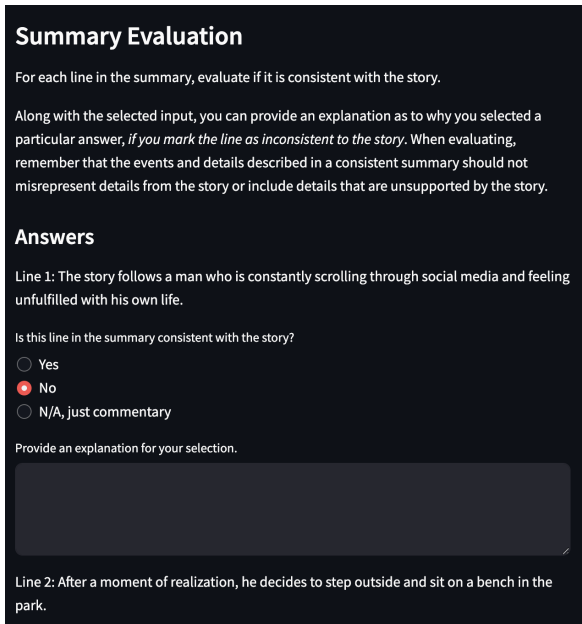 Summary Evaluation
For each line in the summary, evaluate if it is consistent with the story.
Along with the selected input, you can provide an explanation as to why you selected a
particular answer, if you mark the line as inconsistent to the story. When evaluating,
remember that the events and details described in a consistent summary should not
misrepresent details from the story or include details that are unsupported by the story.
Answers
Line 1: The story follows a man who is constantly scrolling through social media and feeling
unfulfilled with his own life.
Is this line in the summary consistent with the story?
Yes
No
N/A, just commentary
Provide an explanation for your selection.
Line 2: After a moment of realization, he decides to step outside and sit on a bench in the
park.